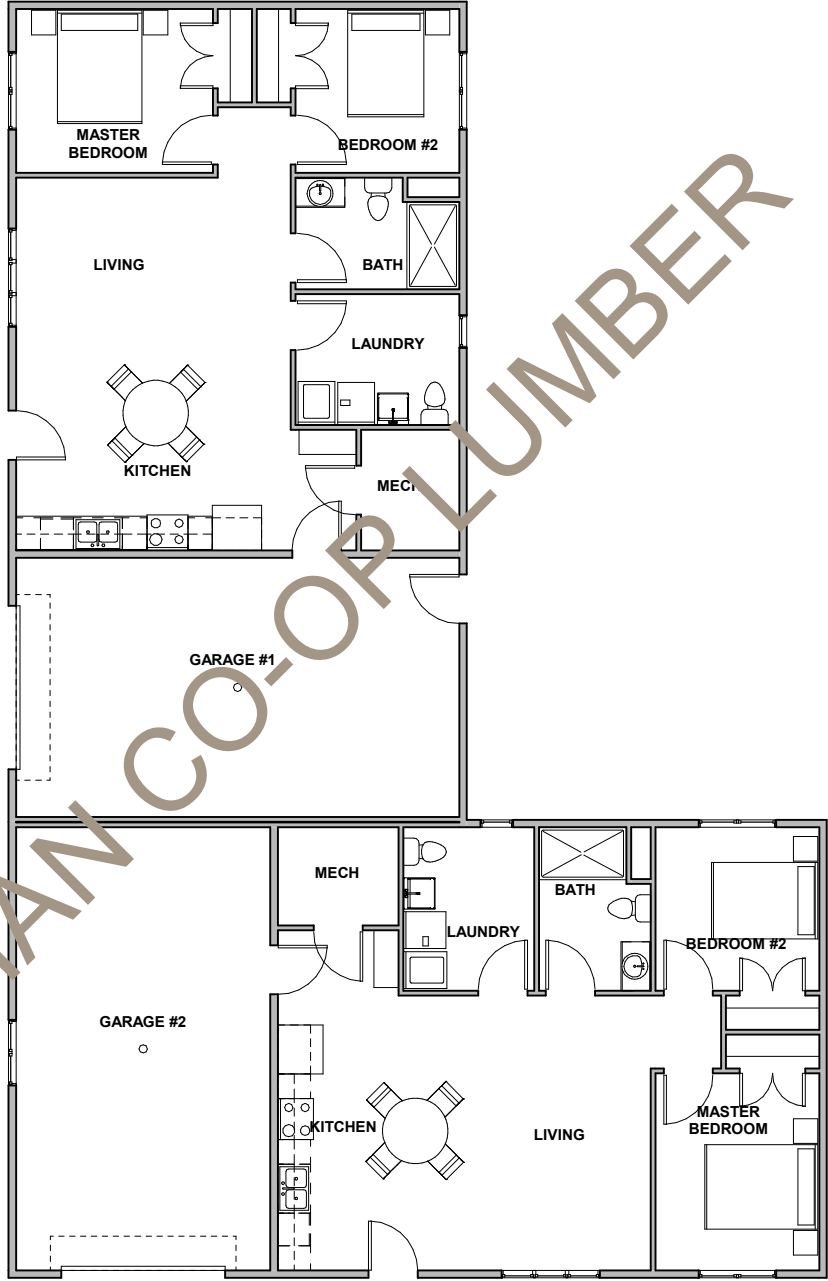 MASTER
BEDROOM
BEDROOM #2
LIVING
BATH
LAUNDRY
KITCHEN
MECH
GARAGE #1
MECH
BATH
LAUNDRY
BEDROOM #2
GARAGE #2
KITCHEN
LIVING
MASTER
BEDROOM
CO-OP LUMBER